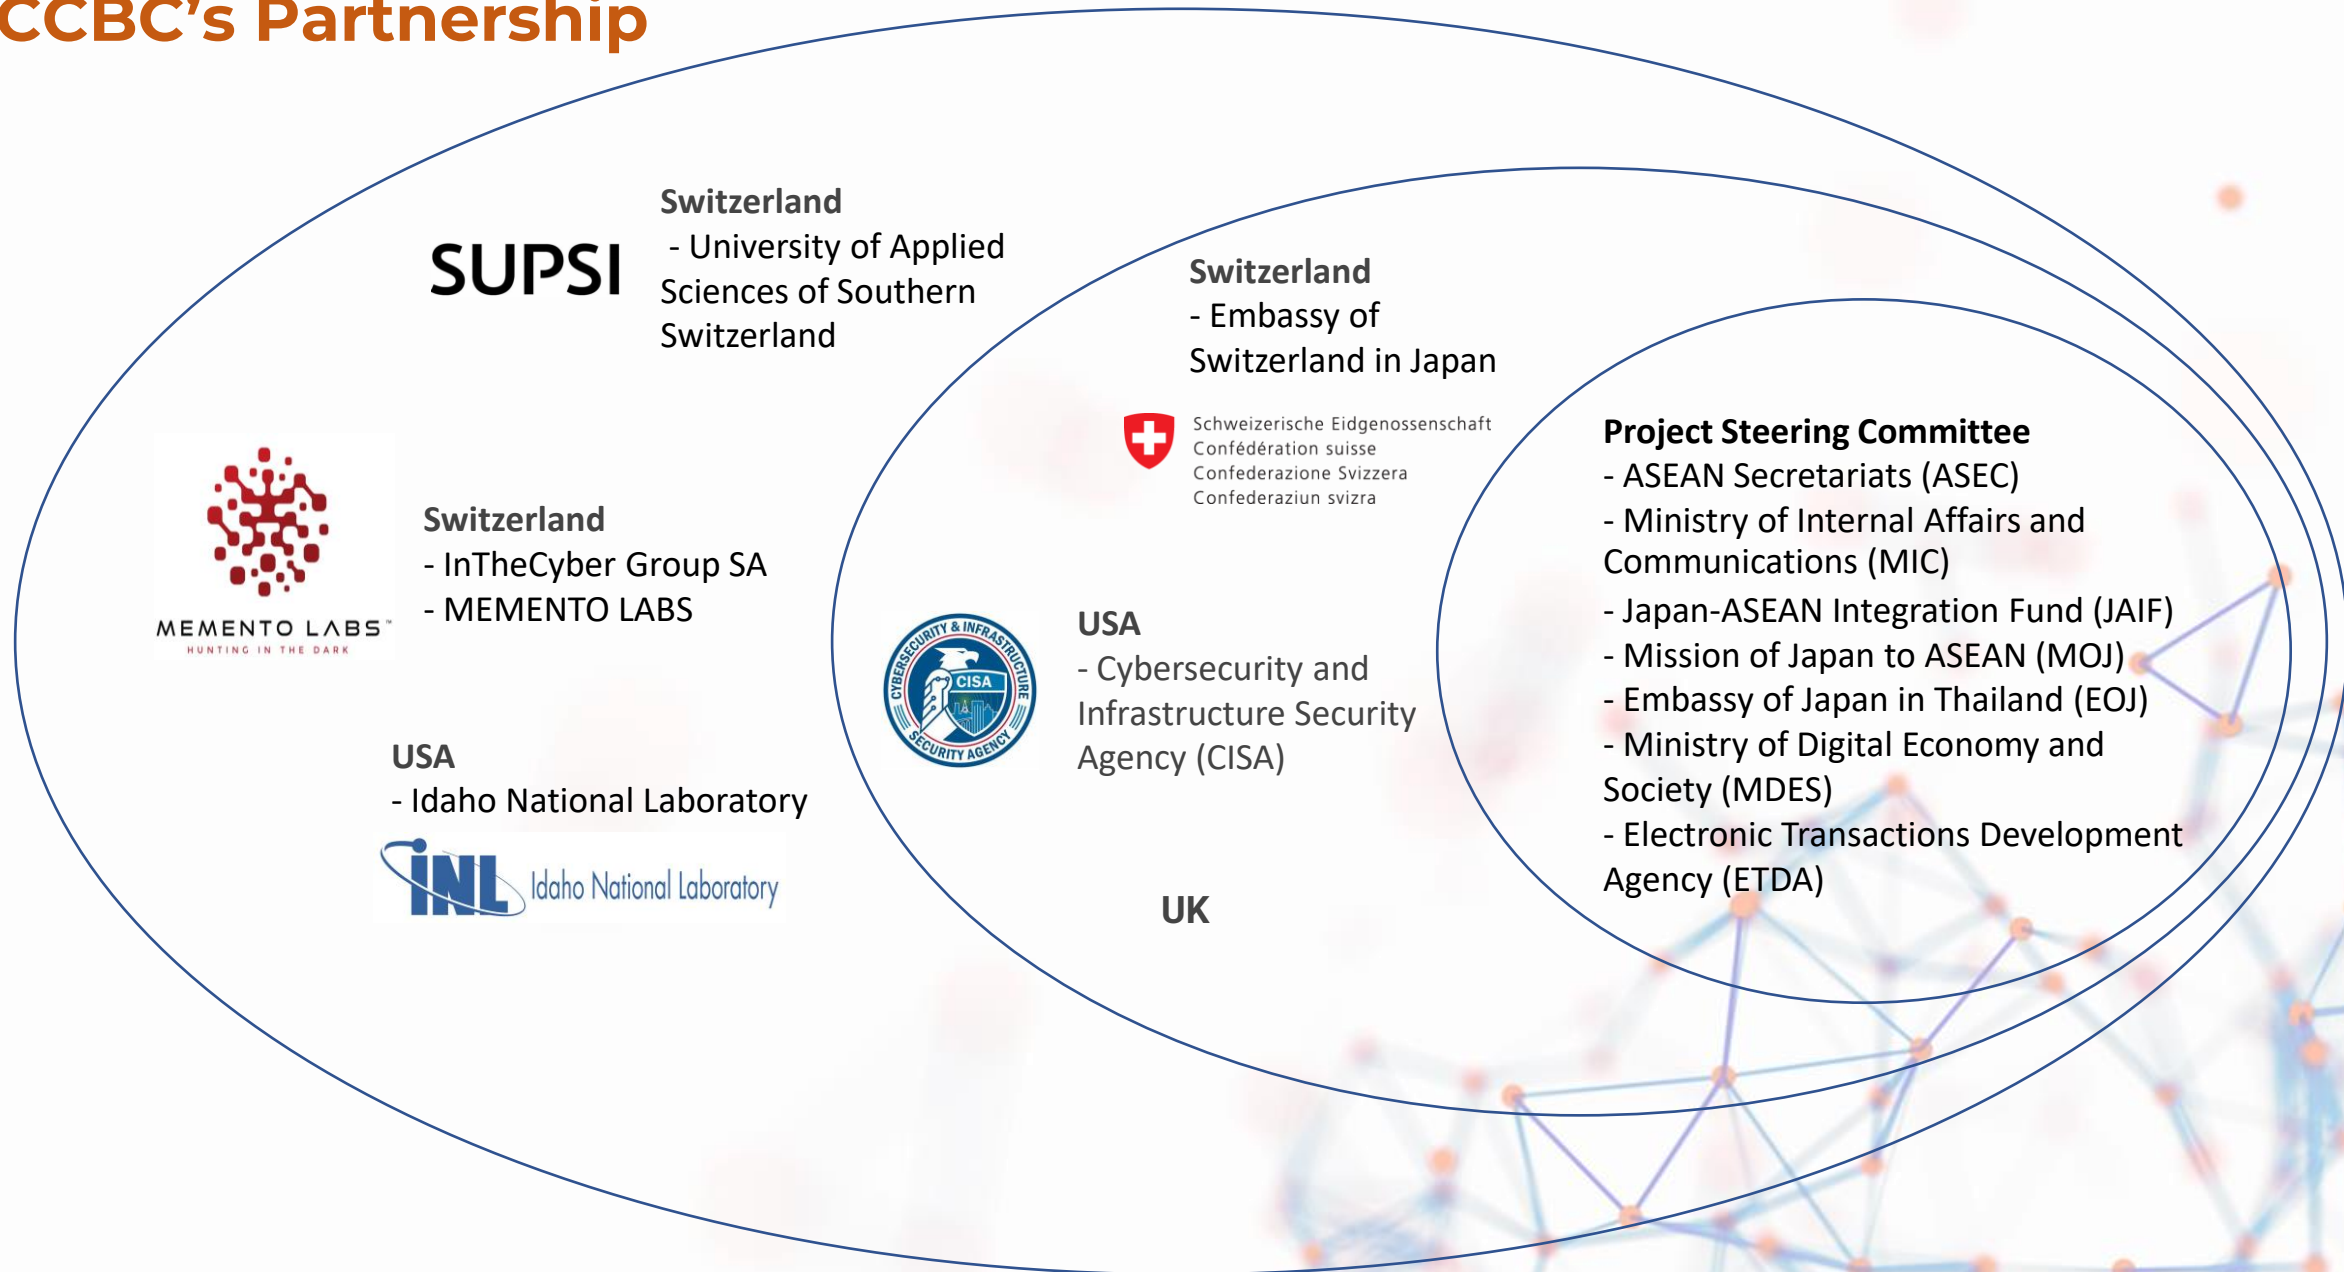 CCBC's Partnership
Switzerland
- University of Applied
Sciences of Southern
Switzerland
SUPSI
Switzerland
- Embassy of
Switzerland in Japan
Schweizerische Eidgenossenschaft
Confédération suisse
Confederazione Svizzera
Confederaziun svizra
Project Steering Committee
- ASEAN Secretariats (ASEC)
- Ministry of Internal Affairs and
Communications (MIC)
- Japan-ASEAN Integration Fund (JAIF)
- Mission of Japan to ASEAN (MOJ)
- Embassy of Japan in Thailand (EOJ)
- Ministry of Digital Economy and
Society (MDES)
- Electronic Transactions Development
Agency (ETDA)
MEMENTO LABS™
HUNTING IN THE DARK
Switzerland
- InTheCyber Group SA
- MEMENTO LABS
CYBERSECURITY & INFRASTRUCTURE
CISA
SECURITY AGENCY
USA
- Cybersecurity and
Infrastructure Security
Agency (CISA)
USA
- Idaho National Laboratory
INL Idaho National Laboratory
UK